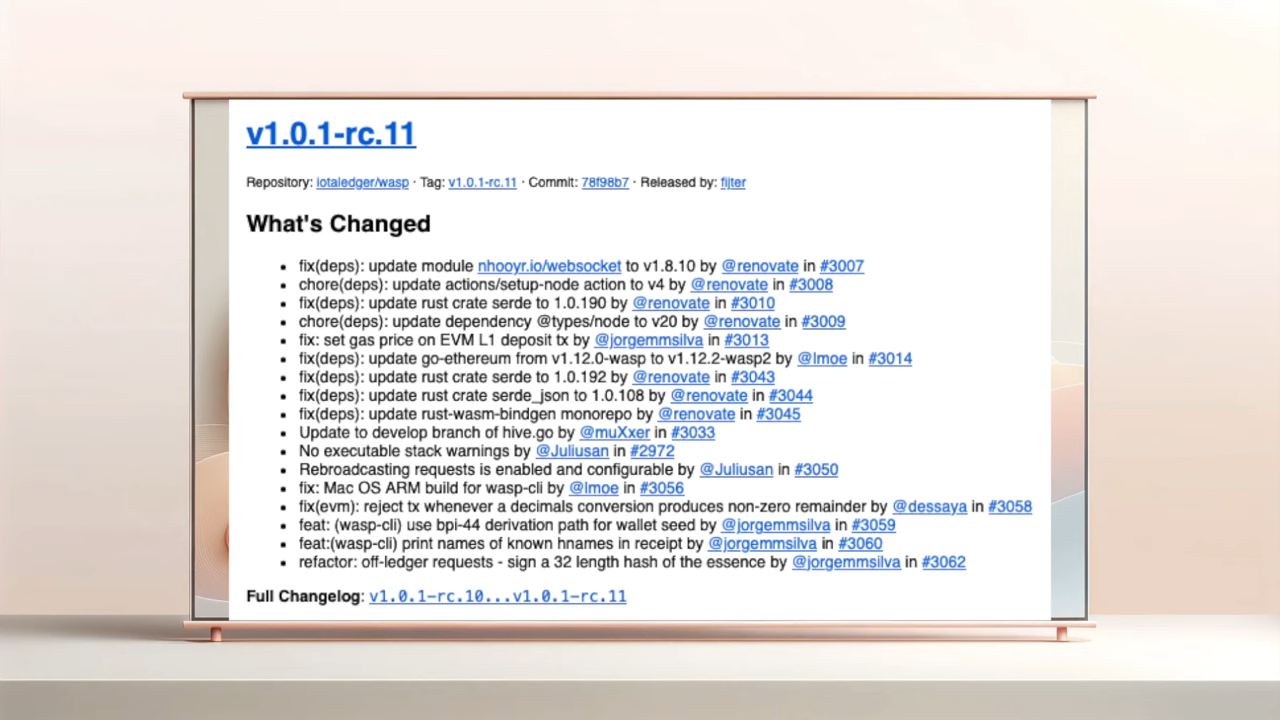 v1.0.1-rc.11
Repository: iotaledger/wasp · Tag: v1.0.1-rc.11 · Commit: 78f98b7 · Released by: fijter
What's Changed
• fix(deps): update module nhooyr.io/websocket to v1.8.10 by @renovate in #3007
• chore(deps): update actions/setup-node action to v4 by @renovate in #3008
• fix(deps): update rust crate serde to 1.0.190 by @renovate in #3010
• chore(deps): update dependency @types/node to v20 by @renovate in #3009
• fix: set gas price on EVM L1 deposit tx by @jorgemmsilva in #3013
• fix(deps): update go-ethereum from v1.12.0-wasp to v1.12.2-wasp2 by @lmoe in #3014
• fix(deps): update rust crate serde to 1.0.192 by @renovate in #3043
• fix(deps): update rust crate serde_json to 1.0.108 by @renovate in #3044
• fix(deps): update rust-wasm-bindgen monorepo by @renovate in #3045
• Update to develop branch of hive.go by @muXxer in #3033
• No executable stack warnings by @Juliusan in #2972
• Rebroadcasting requests is enabled and configurable by @Juliusan in #3050
• fix: Mac OS ARM build for wasp-cli by @lmoe in #3056
• fix(evm): reject tx whenever a decimals conversion produces non-zero remainder by @dessaya in #3058
• feat: (wasp-cli) use bpi-44 derivation path for wallet seed by @jorgemmsilva in #3059
• feat:(wasp-cli) print names of known hnames in receipt by @jorgemmsilva in #3060
• refactor: off-ledger requests - sign a 32 length hash of the essence by @jorgemmsilva in #3062
Full Changelog: v1.0.1-rc.10...v1.0.1-rc.11